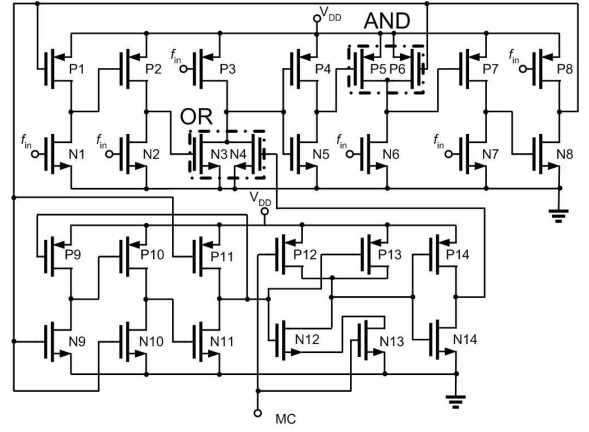 V_DD AND
P1 f_in P2 f_in P3 P4 P5 P6 P7 f_in P8
OR
f_in N1 f_in N2 N3 N4 N5 f_in N6 f_in N7 N8
V_DD
P9 P10 P11 P12 P13 P14
N9 N10 N11 N12 N13 N14
MC